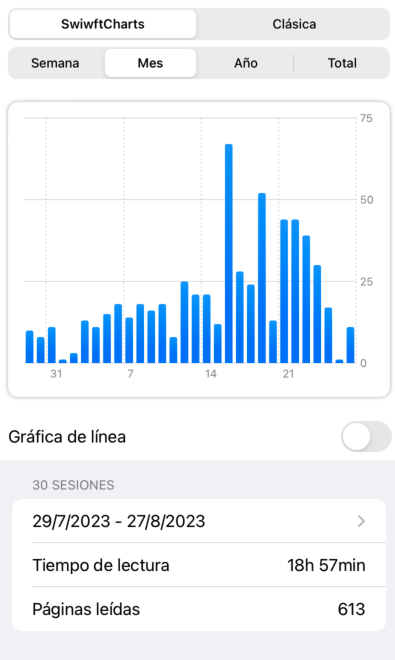 SwiwftCharts Clásica
Semana Mes Año Total
75
50
25
0
31 7 14 21
Gráfica de línea
30 SESIONES
29/7/2023 - 27/8/2023
Tiempo de lectura 18h 57min
Páginas leídas 613